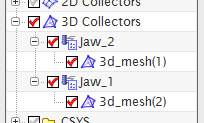 2D Collectors
3D Collectors
Jaw_2
3d_mesh(1)
Jaw_1
3d_mesh(2)
CSYS